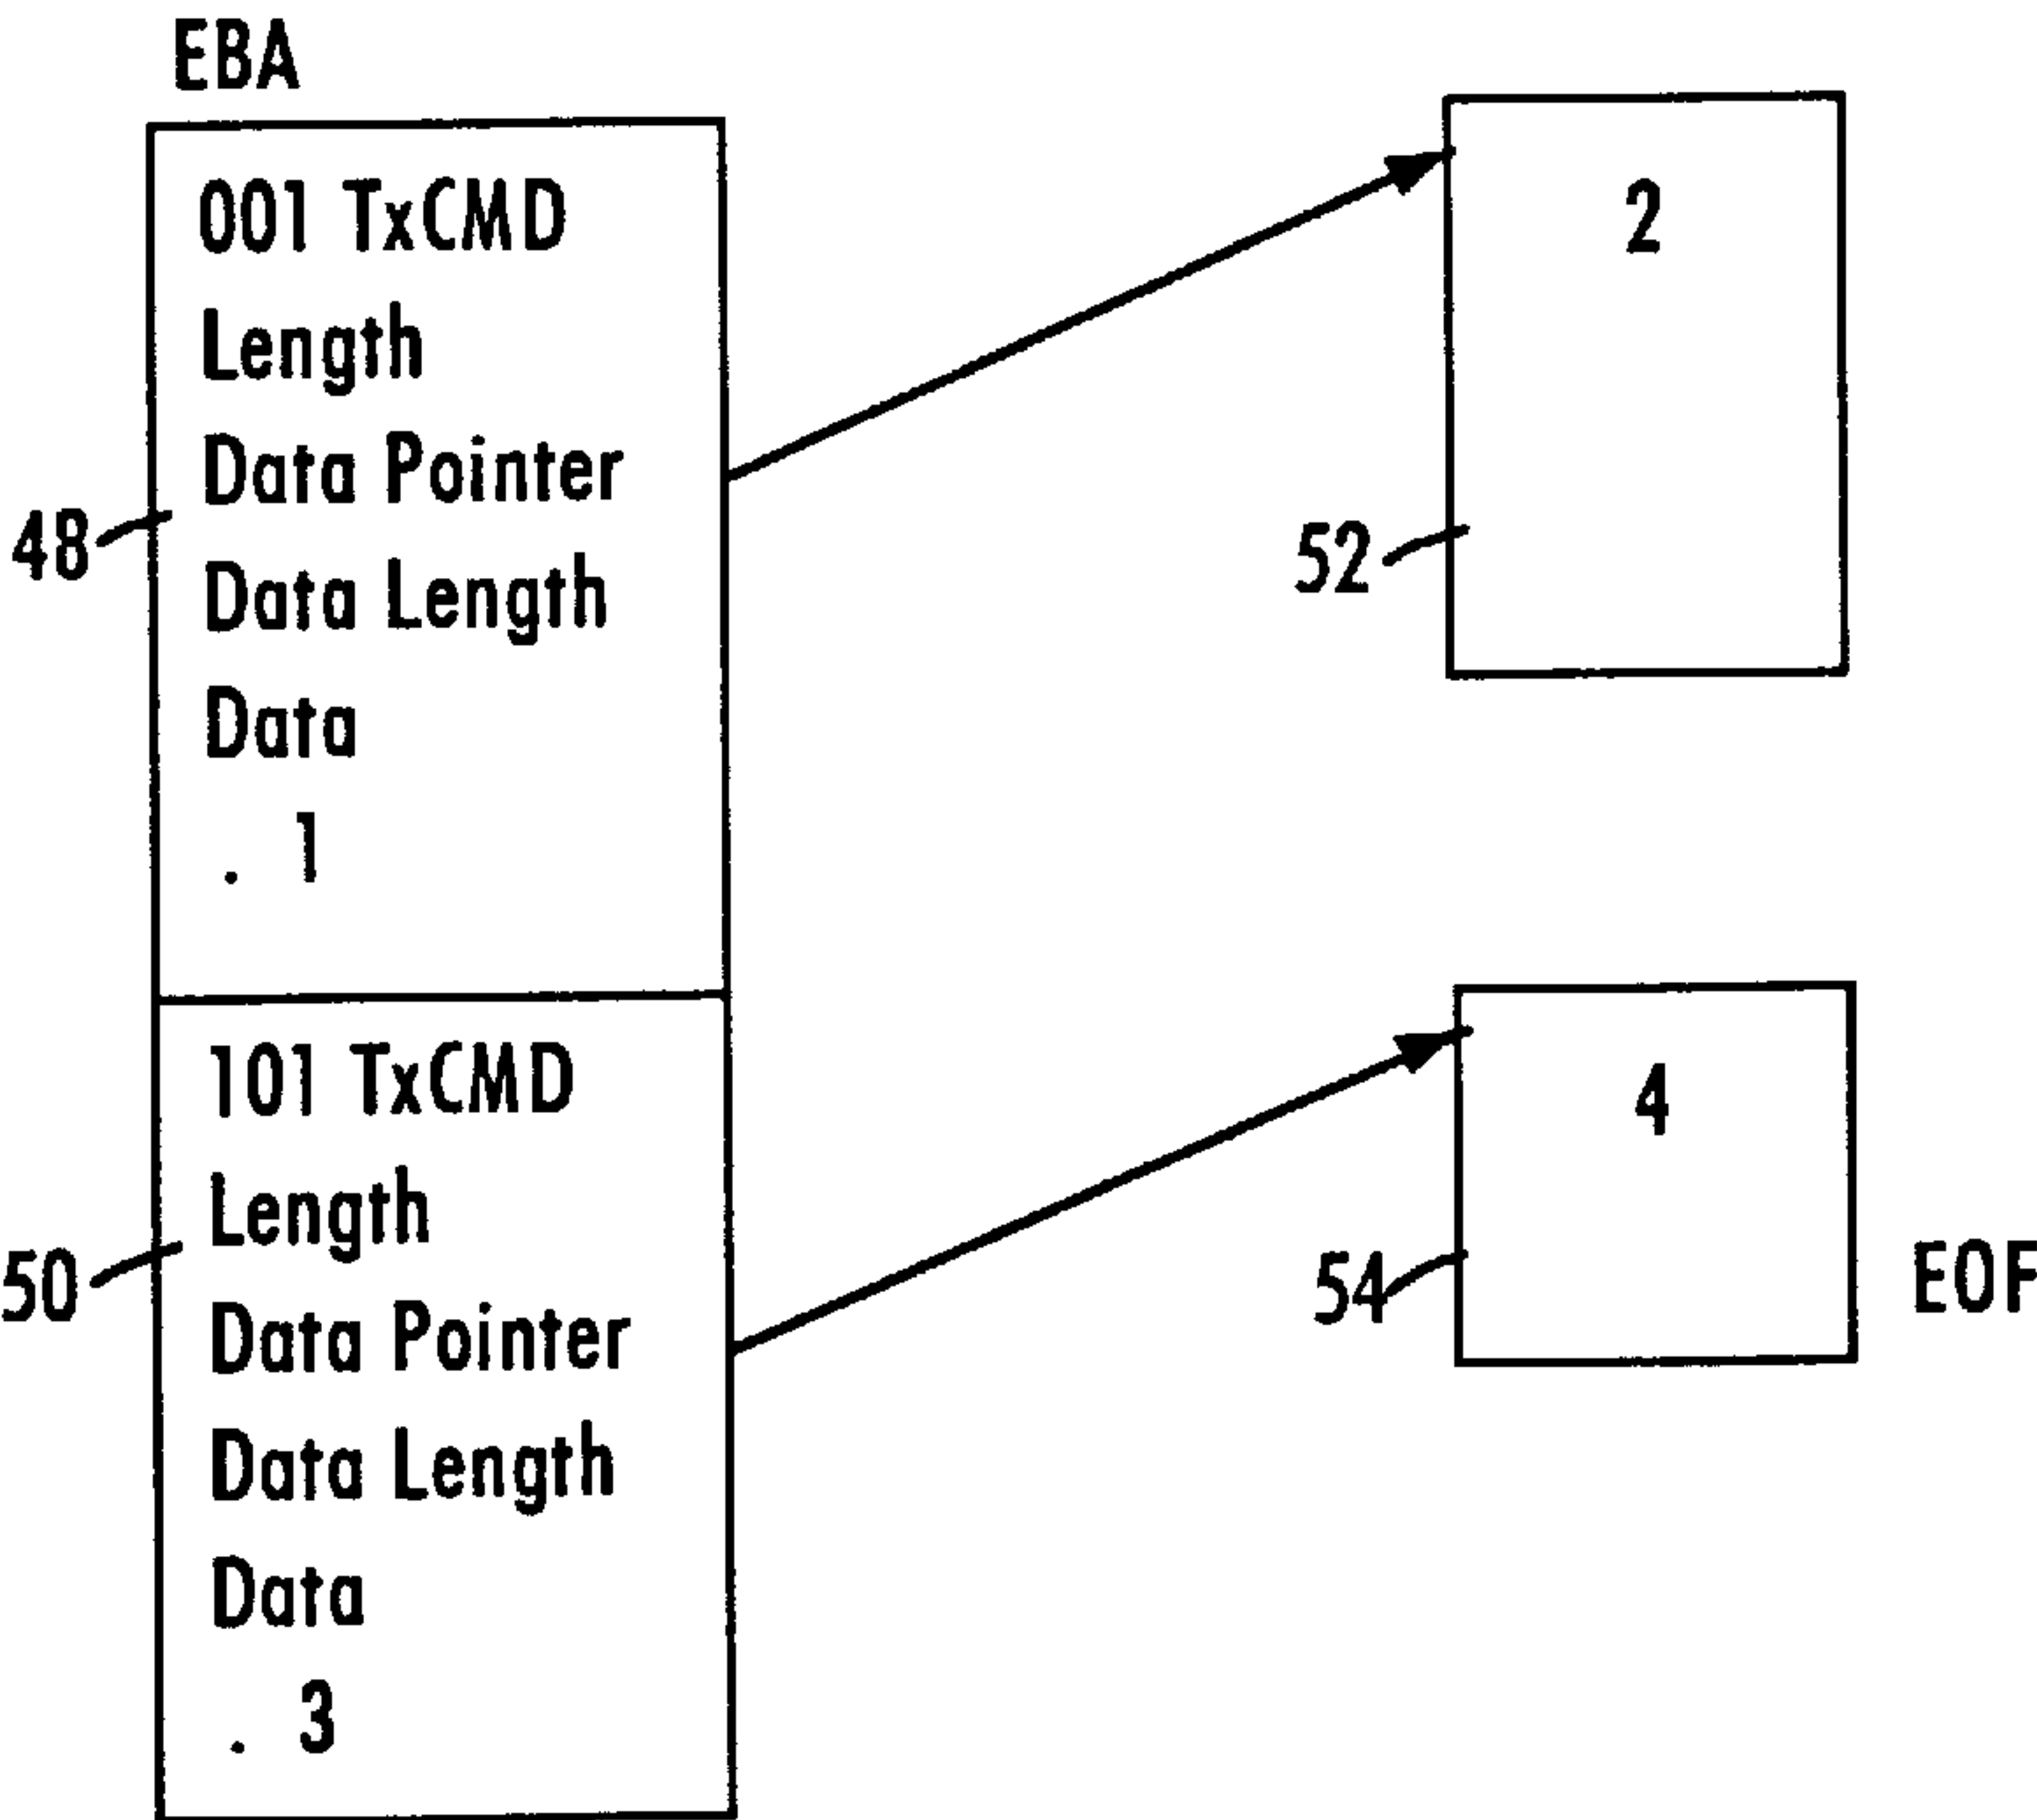 EBA
001 TxCMD
Length
Data Pointer
Data Length
Data
. 1
48
2
52
101 TxCMD
Length
Data Pointer
Data Length
Data
. 3
50
4
54
EOF